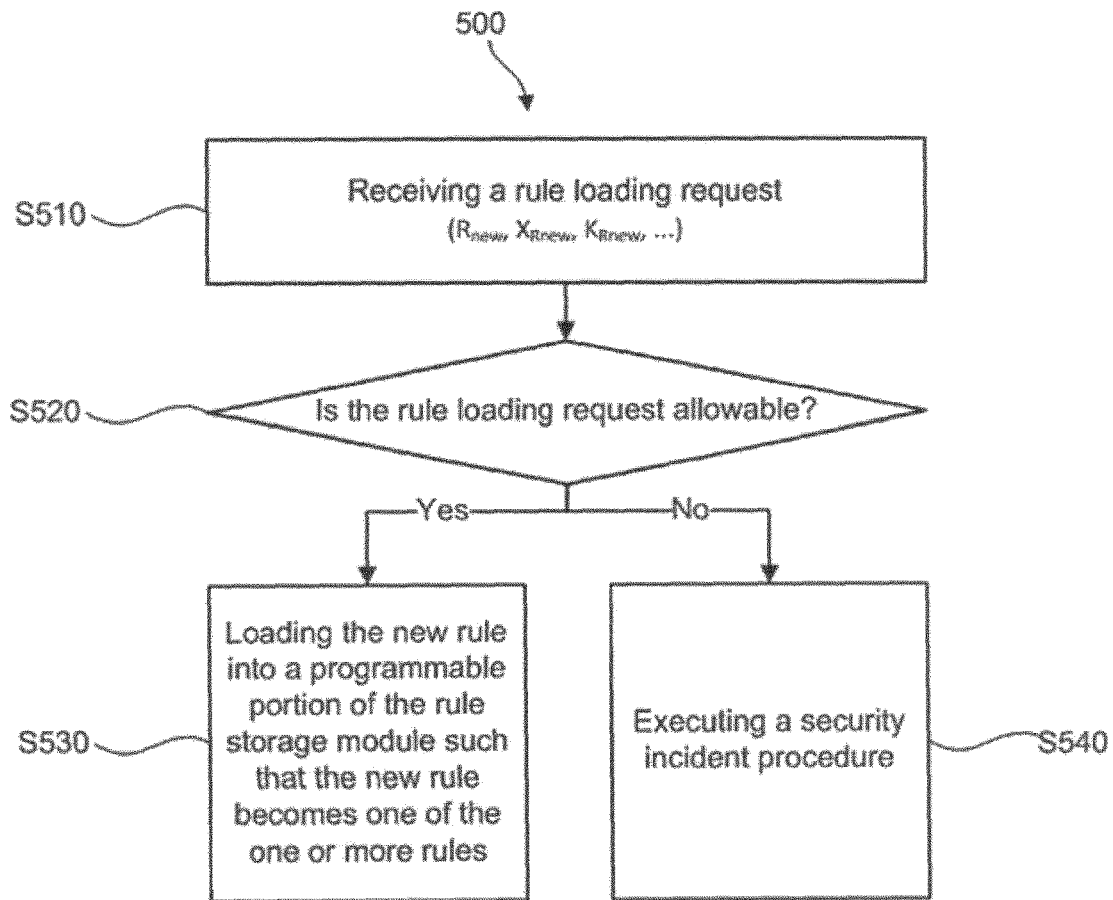 500
S510
Receiving a rule loading request
(Rnew, XRnew, KRnew, ...)
S520
Is the rule loading request allowable?
Yes
No
S530
Loading the new rule
into a programmable
portion of the rule
storage module such
that the new rule
becomes one of the
one or more rules
Executing a security
incident procedure
S540